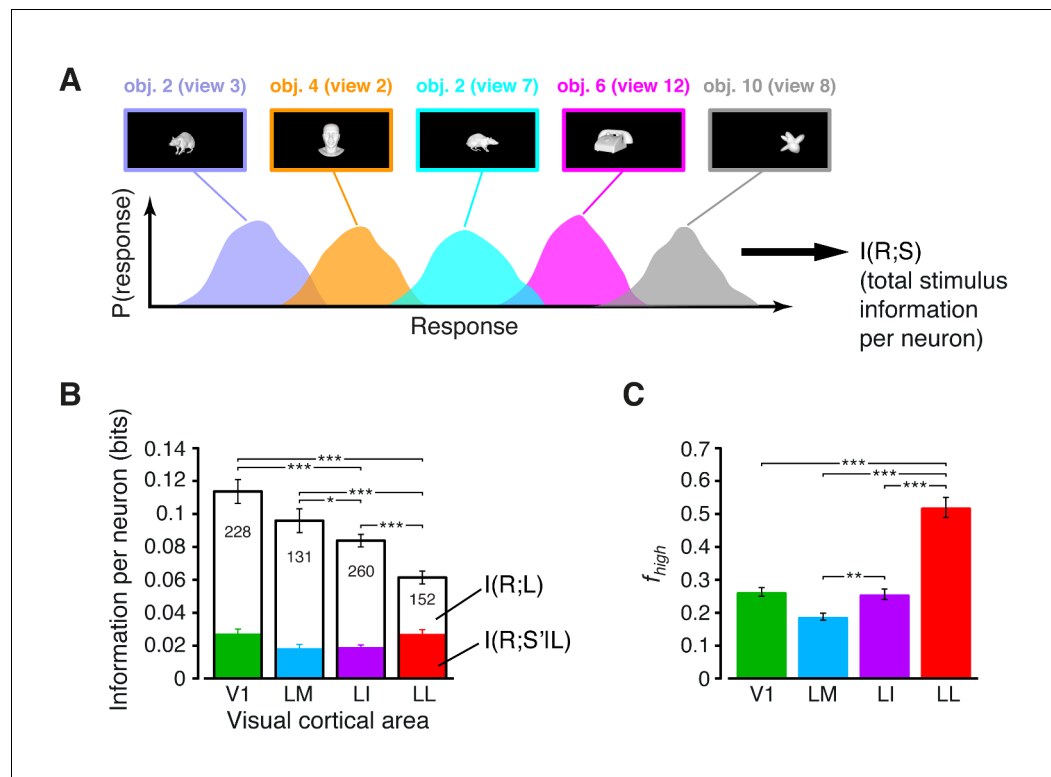 A
obj. 2 (view 3) obj. 4 (view 2) obj. 2 (view 7) obj. 6 (view 12) obj. 10 (view 8)
P(response)
Response
I(R;S)
(total stimulus
information
per neuron)
B
Information per neuron (bits)
0.14
0.12
0.1
0.08
0.06
0.04
0.02
0
***
***
***
*
***
228
131
260
152
I(R;L)
I(R;S'|L)
V1 LM LI LL
Visual cortical area
C
f_high
0.7
0.6
0.5
0.4
0.3
0.2
0.1
0
***
***
***
**
V1 LM LI LL